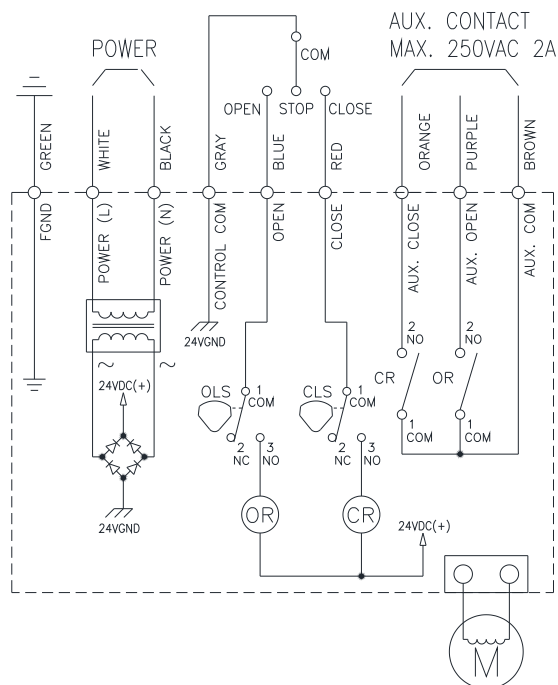 POWER
AUX. CONTACT
MAX. 250VAC 2A
COM
OPEN STOP CLOSE
GREEN
WHITE
BLACK
GRAY
BLUE
RED
ORANGE
PURPLE
BROWN
FGND
POWER (L)
POWER (N)
CONTROL COM
OPEN
CLOSE
AUX. CLOSE
AUX. OPEN
AUX. COM
24VGND
~
~
24VDC(+)
24VGND
OLS
1
COM
2
NC
3
NO
OR
CLS
1
COM
2
NC
3
NO
CR
24VDC(+)
2
NO
CR
1
COM
2
NO
OR
1
COM
M